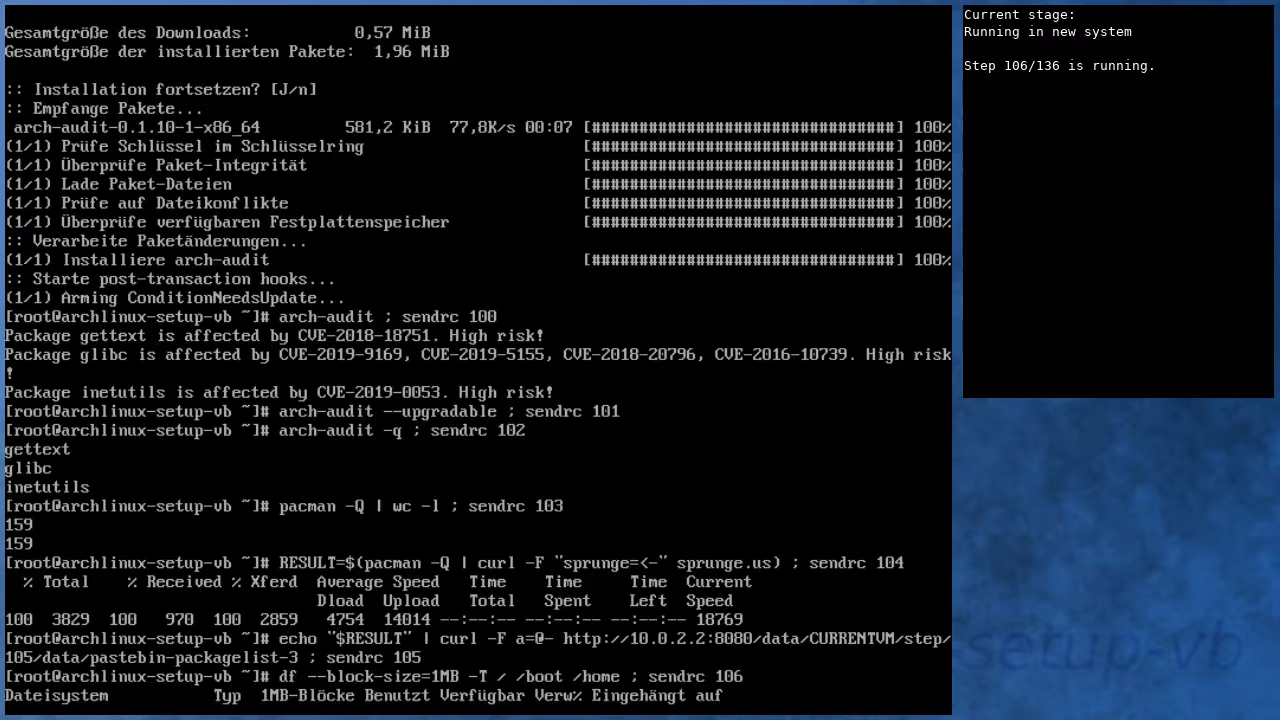 Gesamtgröße des Downloads:           0,57 MiB
Gesamtgröße der installierten Pakete:  1,96 MiB

:: Installation fortsetzen? [J/n]
:: Empfange Pakete...
 arch-audit-0.1.10-1-x86_64         581,2 KiB  77,8K/s 00:07 [################################] 100%
(1/1) Prüfe Schlüssel im Schlüsselring                       [################################] 100%
(1/1) Überprüfe Paket-Integrität                             [################################] 100%
(1/1) Lade Paket-Dateien                                     [################################] 100%
(1/1) Prüfe auf Dateikonflikte                               [################################] 100%
(1/1) Überprüfe verfügbaren Festplattenspeicher              [################################] 100%
:: Verarbeite Paketänderungen...
(1/1) Installiere arch-audit                                 [################################] 100%
:: Starte post-transaction hooks...
(1/1) Arming ConditionNeedsUpdate...
[root@archlinux-setup-vb ~]# arch-audit ; sendrc 100
Package gettext is affected by CVE-2018-18751. High risk!
Package glibc is affected by CVE-2019-9169, CVE-2019-5155, CVE-2018-20796, CVE-2016-10739. High risk
!
Package inetutils is affected by CVE-2019-0053. High risk!
[root@archlinux-setup-vb ~]# arch-audit --upgradable ; sendrc 101
[root@archlinux-setup-vb ~]# arch-audit -q ; sendrc 102
gettext
glibc
inetutils
[root@archlinux-setup-vb ~]# pacman -Q | wc -l ; sendrc 103
159
159
[root@archlinux-setup-vb ~]# RESULT=$(pacman -Q | curl -F "sprunge=<-" sprunge.us) ; sendrc 104
  % Total    % Received % Xferd  Average Speed   Time    Time     Time  Current
                                 Dload  Upload   Total   Spent    Left  Speed
100  3829  100   970  100  2859   4754  14014 --:--:-- --:--:-- --:--:-- 18769
[root@archlinux-setup-vb ~]# echo "$RESULT" | curl -F a=@- http://10.0.2.2:8080/data/CURRENTVM/step/
105/data/pastebin-packagelist-3 ; sendrc 105
[root@archlinux-setup-vb ~]# df --block-size=1MB -T / /boot /home ; sendrc 106
Dateisystem           Typ  1MB-Blöcke Benutzt Verfügbar Verw% Eingehängt auf
Current stage:
Running in new system

Step 106/136 is running.
setup-vb